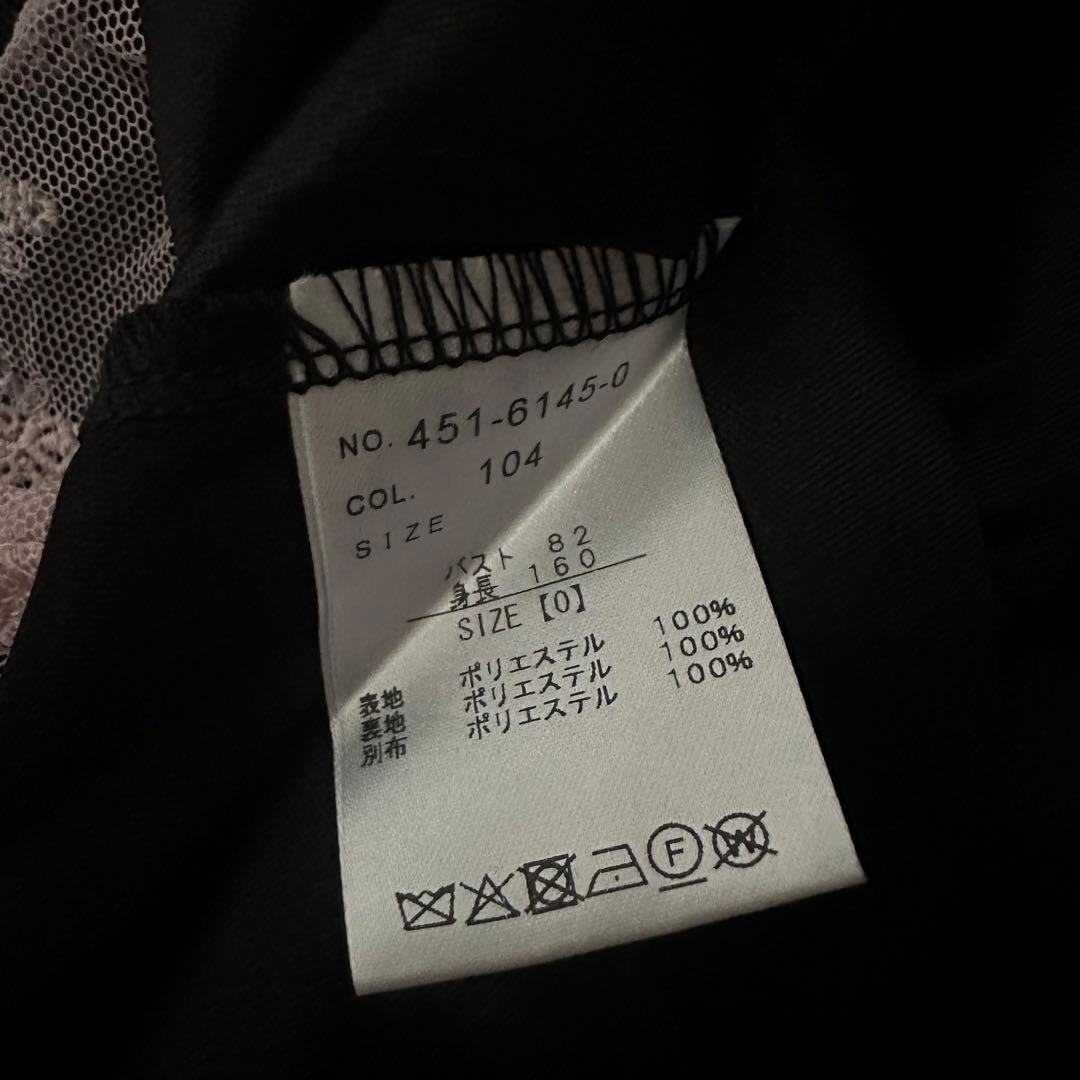 NO. 451-6145-0
COL. 104
SIZE
バスト 82
身長 160
SIZE【0】
表地 ポリエステル 100%
裏地 ポリエステル 100%
別布 ポリエステル 100%
F W